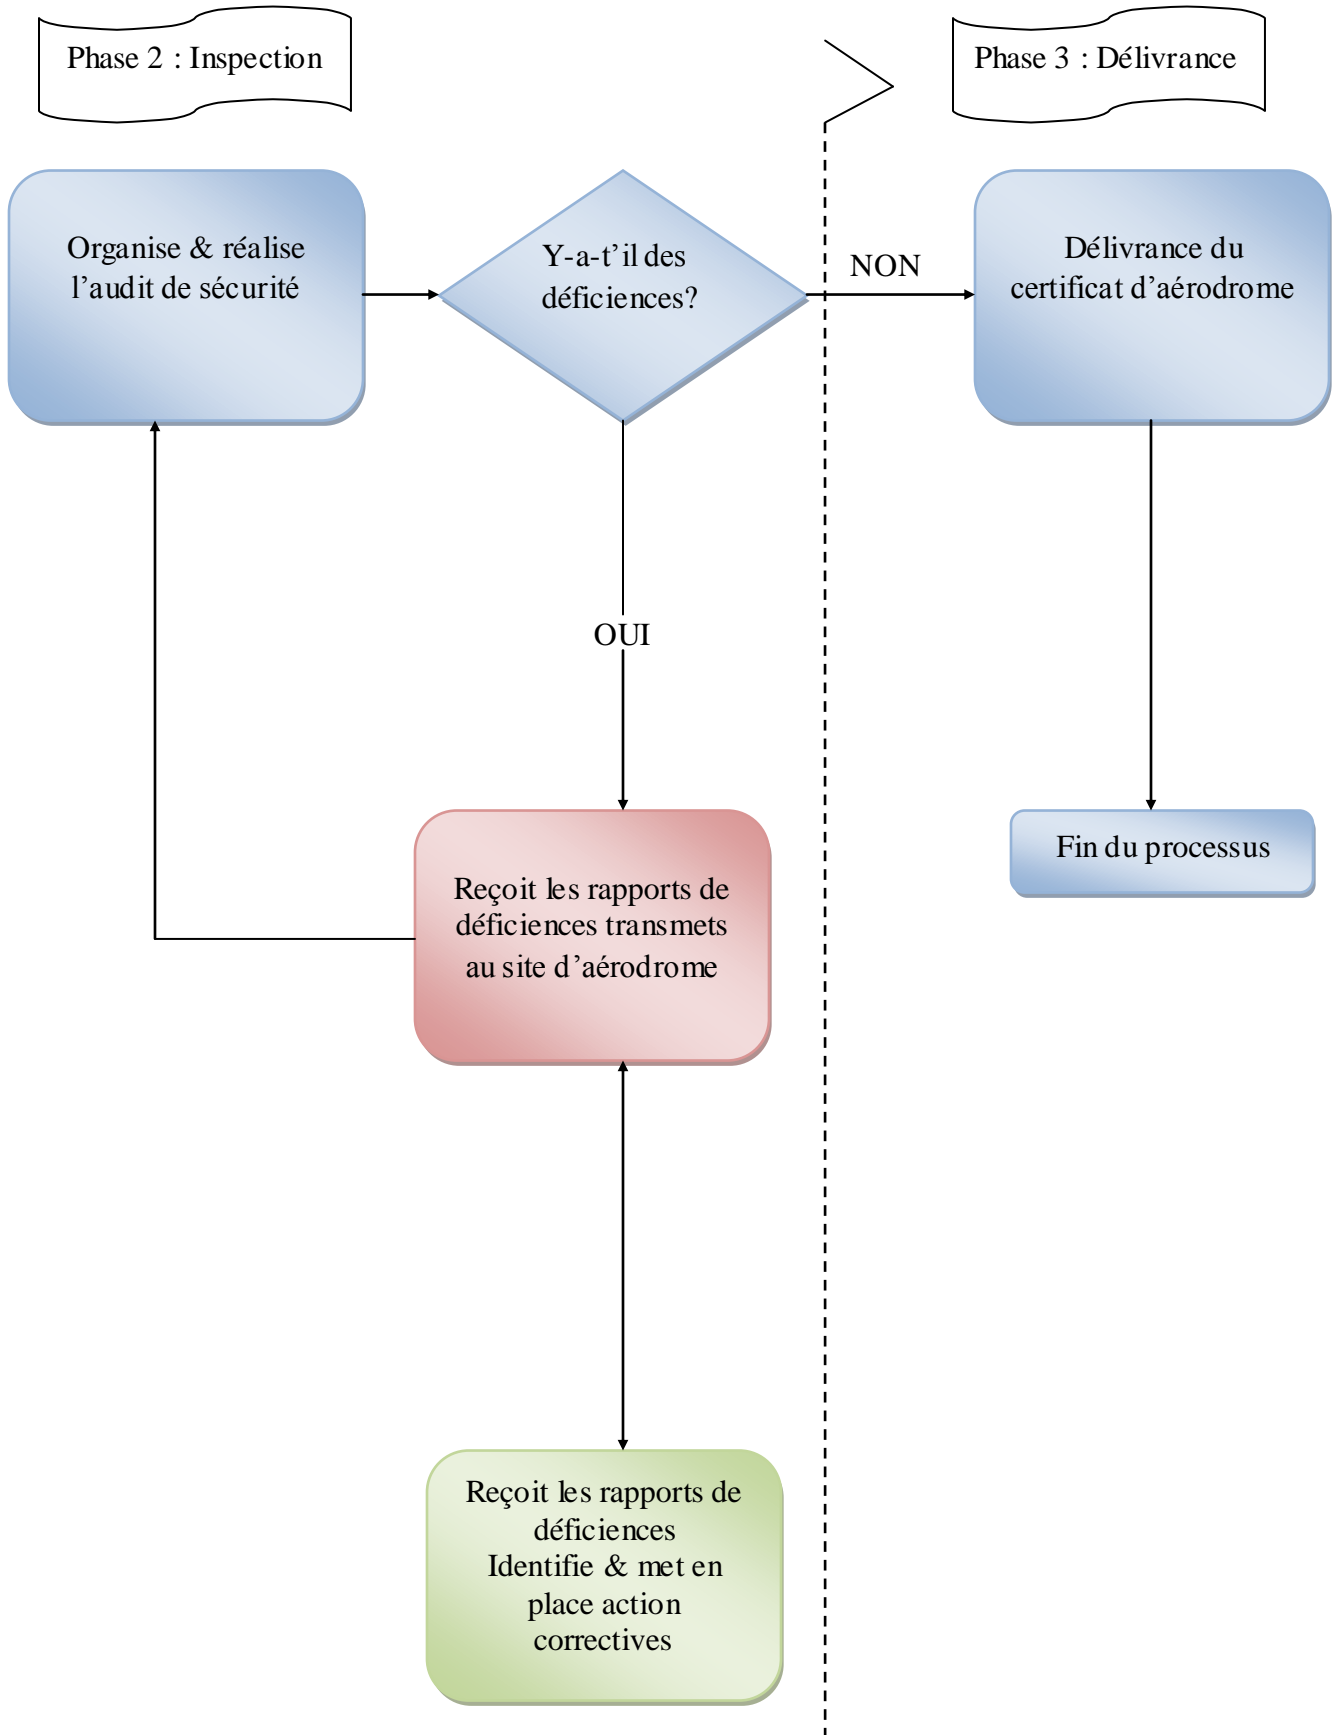 Phase 2 : Inspection
Phase 3 : Délivrance
Organise & réalise
l’audit de sécurité
Y-a-t’il des
déficiences?
NON
Délivrance du
certificat d’aérodrome
OUI
Reçoit les rapports de
déficiences transmets
au site d’aérodrome
Fin du processus
Reçoit les rapports de
déficiences
Identifie & met en
place action
correctives